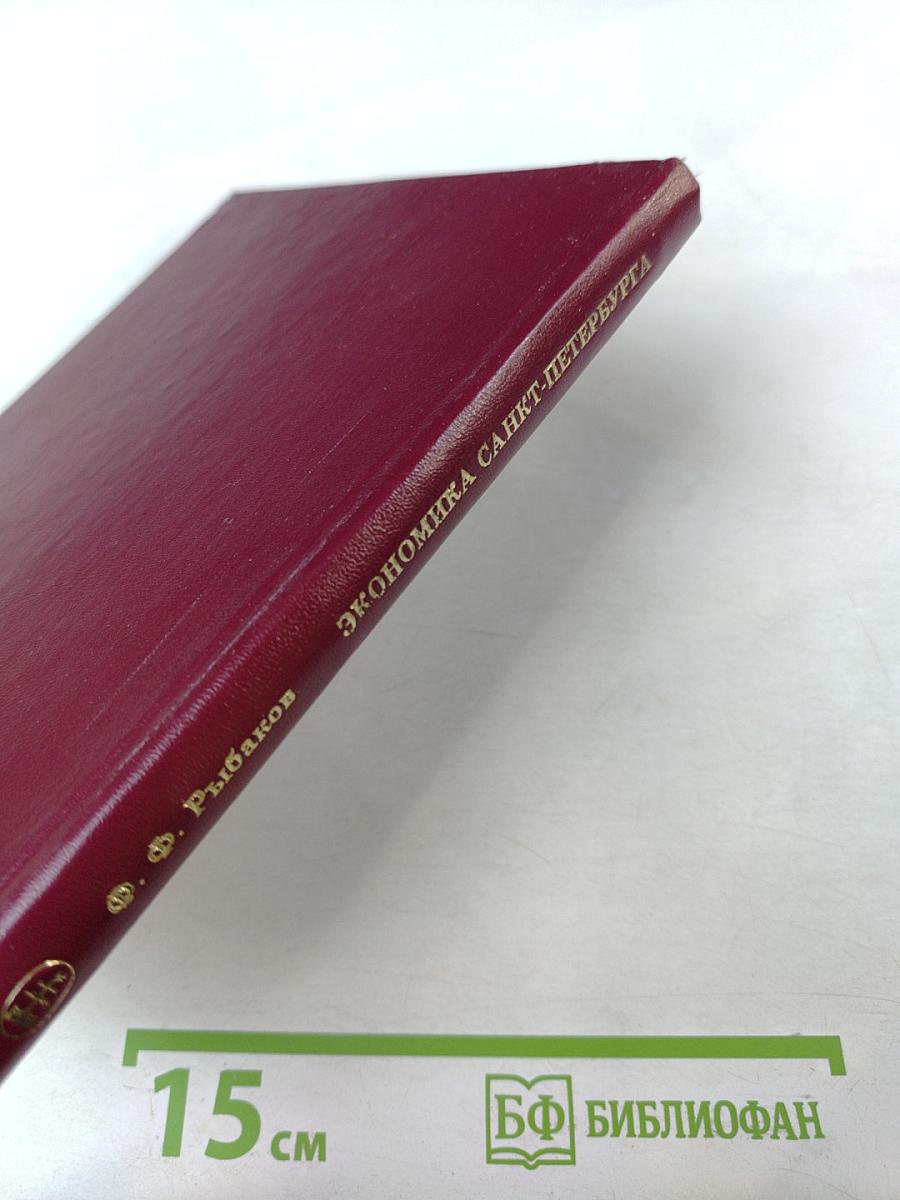 Ф. Ф. Рыбаков
ЭКОНОМИКА САНКТ-ПЕТЕРБУРГА
15 см
БФ БИБЛИОФАН